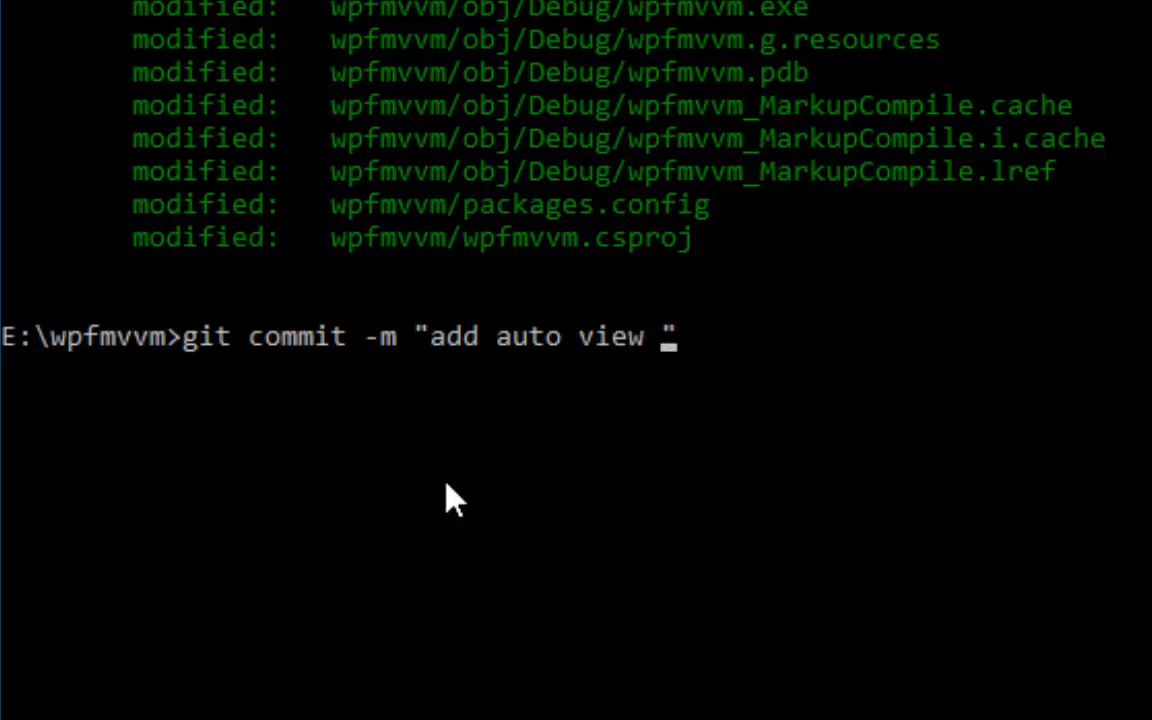 modified: wpfmvvm/obj/Debug/wpfmvvm.exe
modified: wpfmvvm/obj/Debug/wpfmvvm.g.resources
modified: wpfmvvm/obj/Debug/wpfmvvm.pdb
modified: wpfmvvm/obj/Debug/wpfmvvm_MarkupCompile.cache
modified: wpfmvvm/obj/Debug/wpfmvvm_MarkupCompile.i.cache
modified: wpfmvvm/obj/Debug/wpfmvvm_MarkupCompile.lref
modified: wpfmvvm/packages.config
modified: wpfmvvm/wpfmvvm.csproj
E:\wpfmvvm>git commit -m "add auto view "